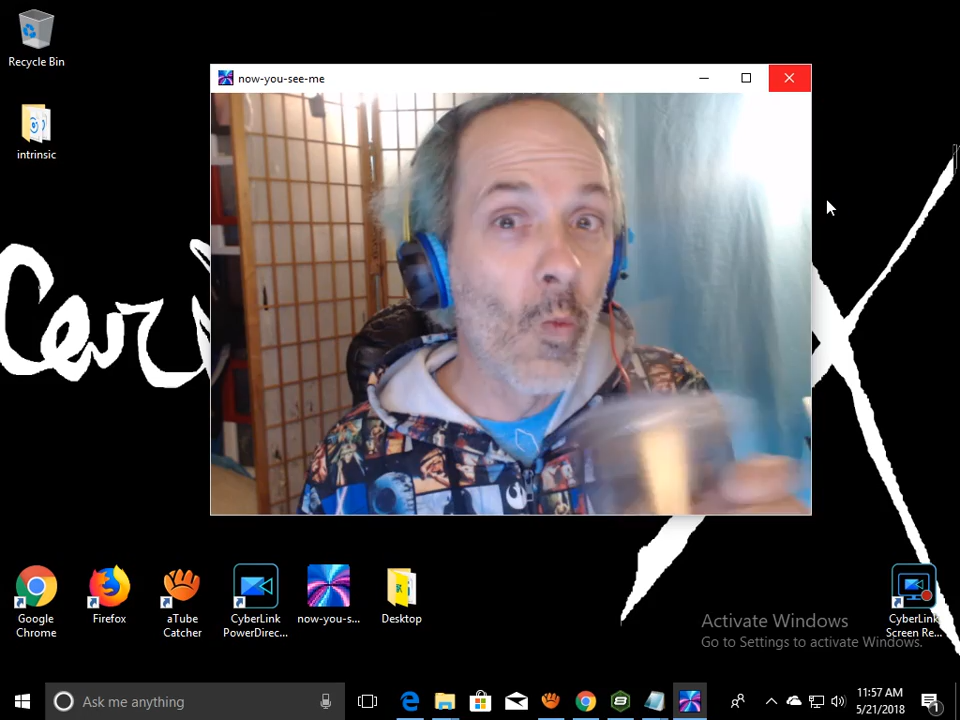 Recycle Bin
intrinsic
now-you-see-me
Google
Chrome
Firefox
aTube
Catcher
CyberLink
PowerDirec...
now-you-s...
Desktop
CyberLink
Screen Re...
Activate Windows
Go to Settings to activate Windows.
Ask me anything
11:57 AM
5/21/2018
1